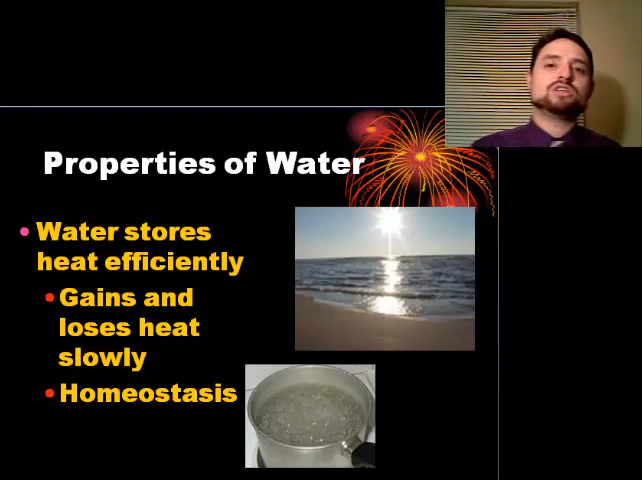 Properties of Water
Water stores
heat efficiently
Gains and
loses heat
slowly
Homeostasis